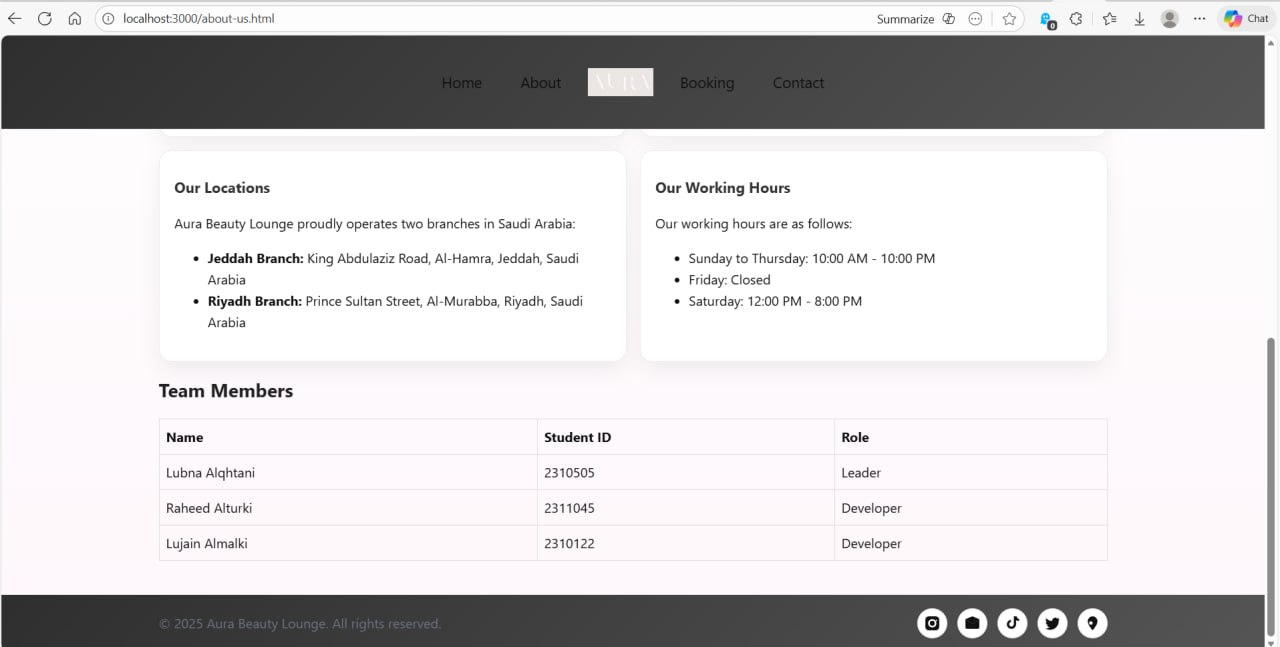 localhost:3000/about-us.html
Summarize
0
Chat
Home
About
AURA
Booking
Contact
Our Locations
Aura Beauty Lounge proudly operates two branches in Saudi Arabia:
Jeddah Branch: King Abdulaziz Road, Al-Hamra, Jeddah, Saudi
Arabia
Riyadh Branch: Prince Sultan Street, Al-Murabba, Riyadh, Saudi
Arabia
Our Working Hours
Our working hours are as follows:
Sunday to Thursday: 10:00 AM - 10:00 PM
Friday: Closed
Saturday: 12:00 PM - 8:00 PM
Team Members
Name Student ID Role
Lubna Alqhtani 2310505 Leader
Raheed Alturki 2311045 Developer
Lujain Almalki 2310122 Developer
© 2025 Aura Beauty Lounge. All rights reserved.